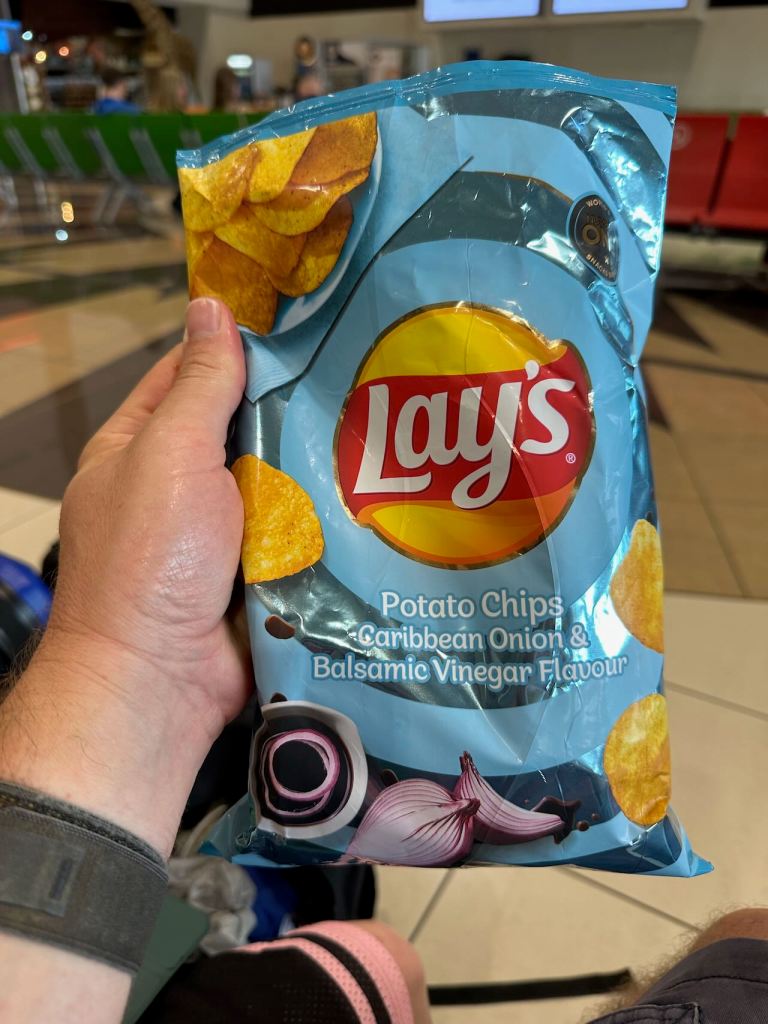 Lay's®
Potato Chips
Caribbean Onion &
Balsamic Vinegar Flavour